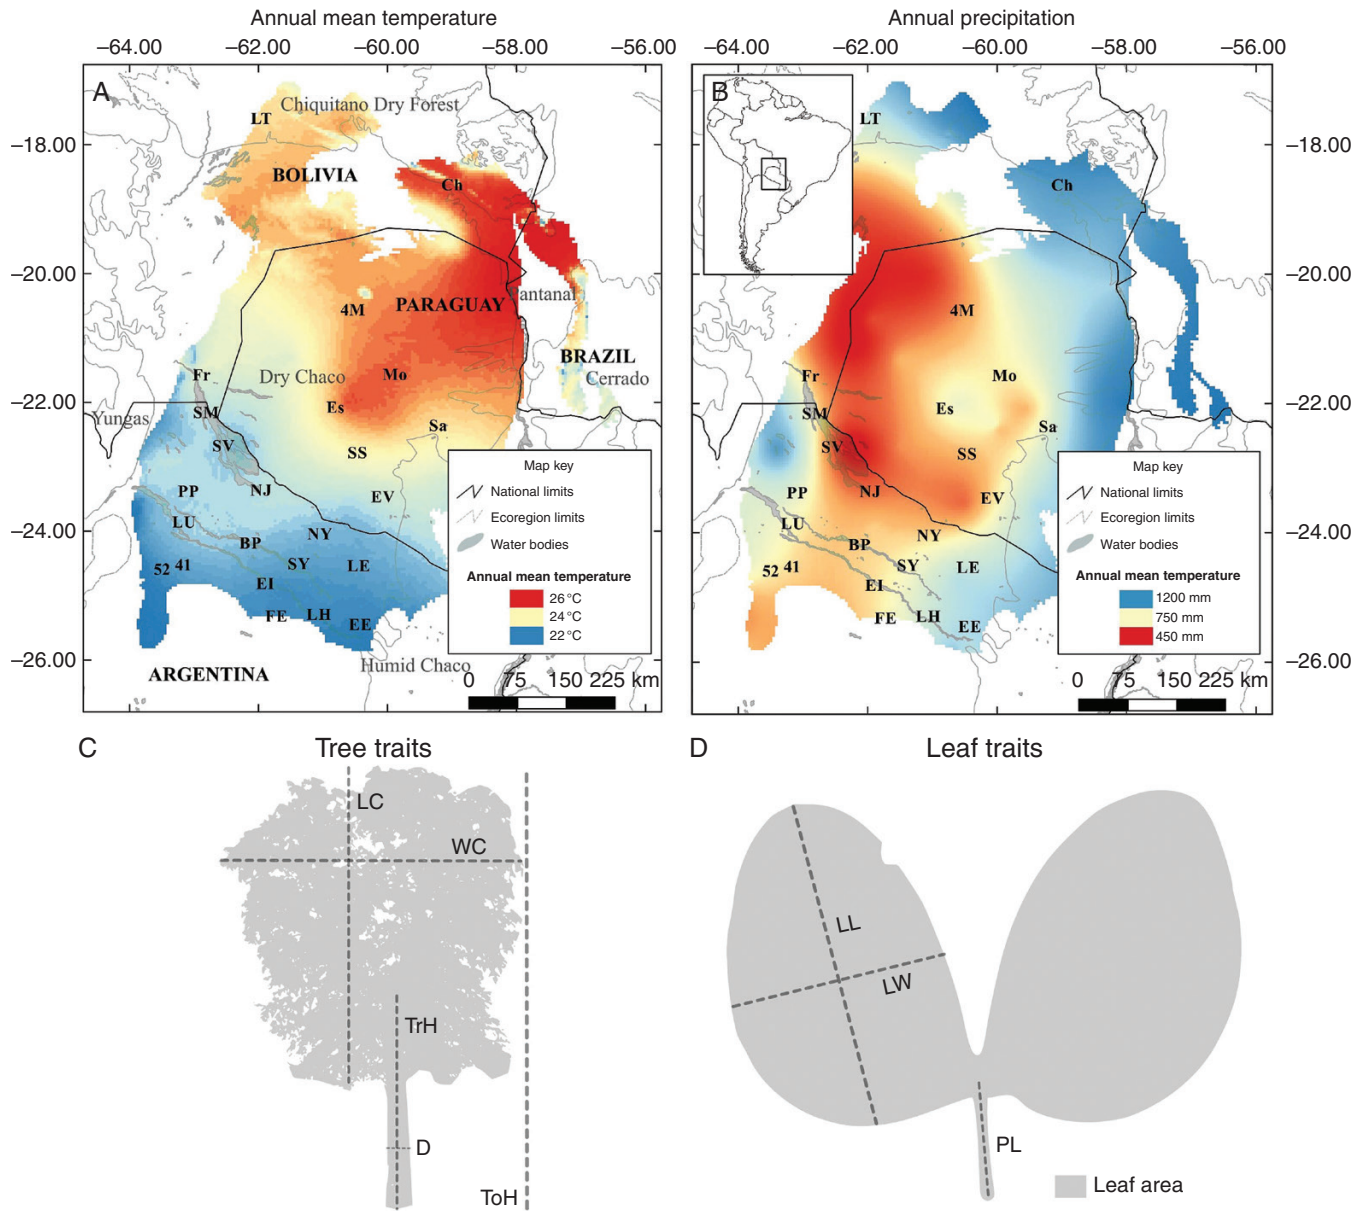 Annual mean temperature
−64.00 −62.00 −60.00 −58.00 −56.00
A
Chiquitano Dry Forest
LT
−18.00
BOLIVIA
Ch
−20.00
4M
PARAGUAY
Pantanal
Fr
Dry Chaco
Mo
BRAZIL
Cerrado
−22.00
Yungas
SM
Es
Sa
SV
SS
PP
NJ
EV
LU
−24.00
NY
BP
52 41
SY
LE
EI
FE
LH
EE
−26.00
ARGENTINA
Humid Chaco
Map key
National limits
Ecoregion limits
Water bodies
Annual mean temperature
26 °C
24 °C
22 °C
0 75 150 225 km
Annual precipitation
−64.00 −62.00 −60.00 −58.00 −56.00
B
LT
−18.00
Ch
−20.00
4M
Fr
Mo
SM
Es
−22.00
Sa
SV
SS
PP
NJ
EV
LU
NY
−24.00
BP
52 41
SY
LE
EI
FE
LH
EE
−26.00
Map key
National limits
Ecoregion limits
Water bodies
Annual mean temperature
1200 mm
750 mm
450 mm
0 75 150 225 km
C
Tree traits
LC
WC
TrH
D
ToH
D
Leaf traits
LL
LW
PL
Leaf area